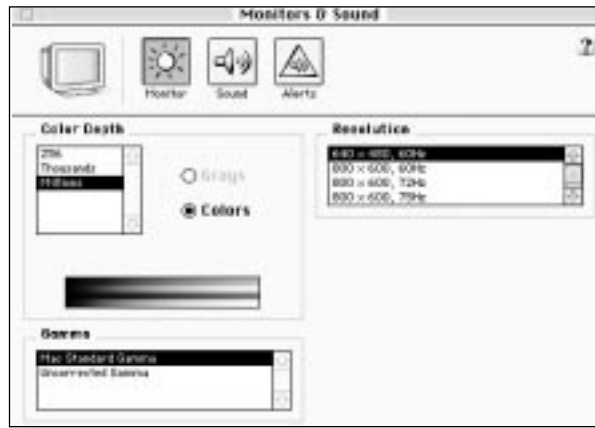 Monitors & Sound
Monitor
Sound
Alerts
?
Color Depth
256
Thousands
Millions
Grays
Colors
Resolution
640 x 480, 60Hz
800 x 600, 60Hz
800 x 600, 72Hz
800 x 600, 75Hz
Gamma
Mac Standard Gamma
Uncorrected Gamma